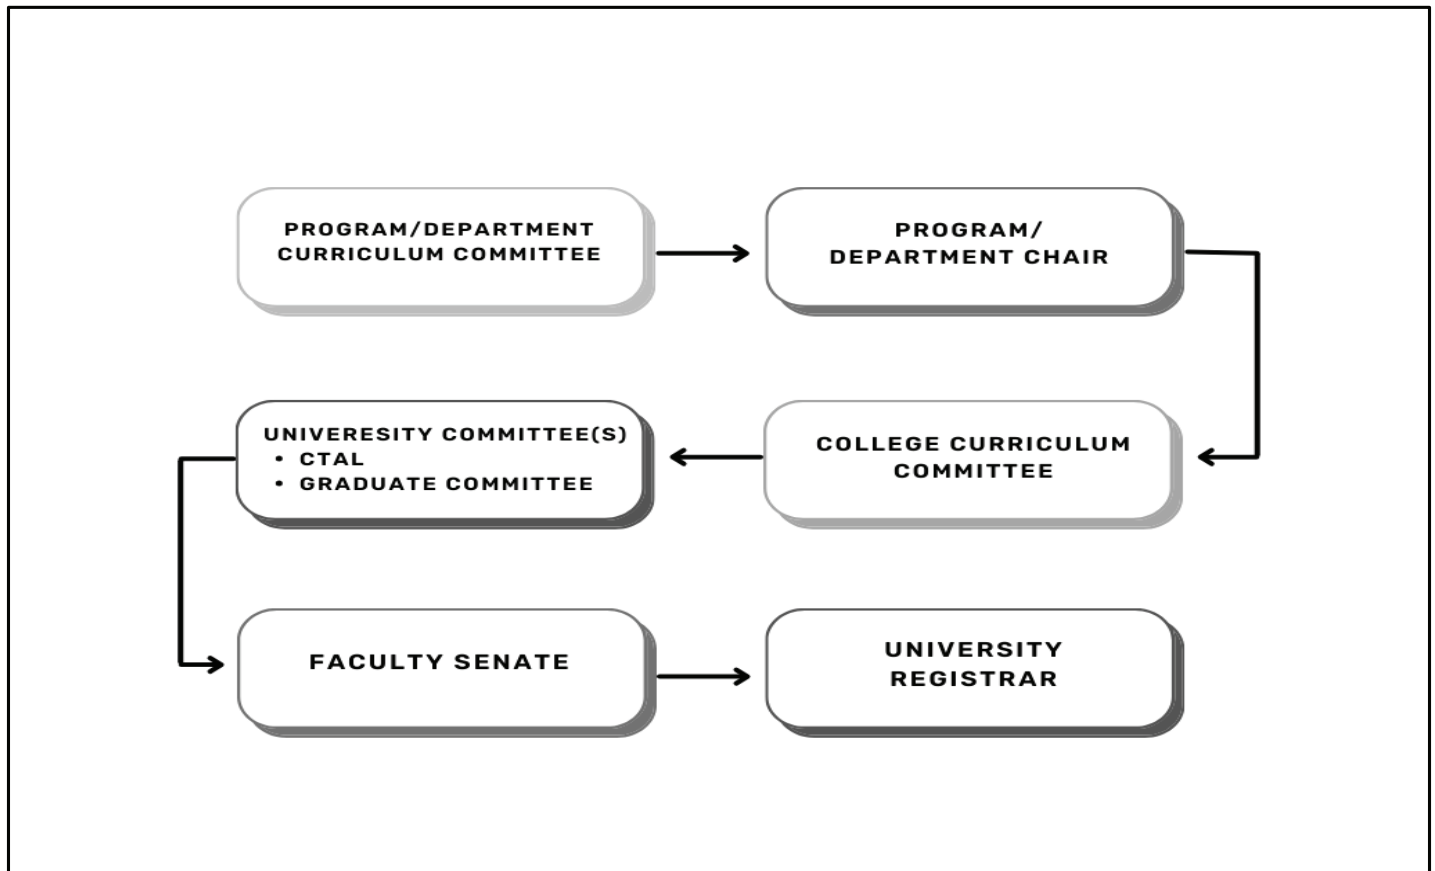 PROGRAM/DEPARTMENT
CURRICULUM COMMITTEE
PROGRAM/
DEPARTMENT CHAIR
COLLEGE CURRICULUM
COMMITTEE
UNIVERESITY COMMITTEE(S)
• CTAL
• GRADUATE COMMITTEE
FACULTY SENATE
UNIVERSITY
REGISTRAR